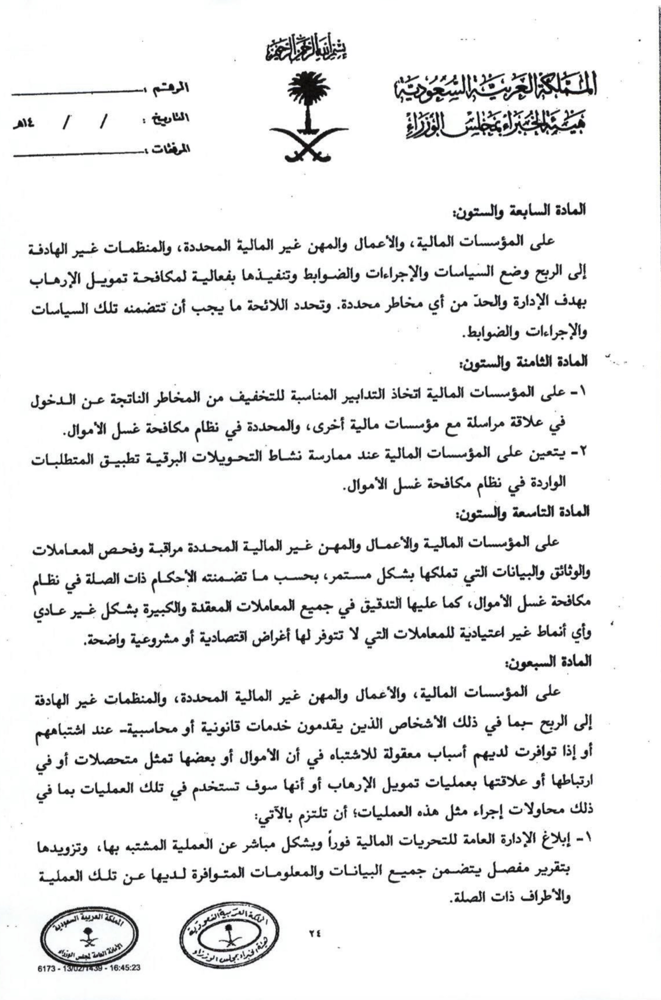 بسم الله الرحمن الرحيم
المملكة العربية السعودية
هيئة الخبراء بمجلس الوزراء
الرقم :
التاريخ : / / ١٤هـ
المرفقات :
المادة السابعة والستون:
على المؤسسات المالية، والأعمال والمهن غير المالية المحددة، والمنظمات غير الهادفة
إلى الربح وضع السياسات والإجراءات والضوابط وتنفيذها بفعالية لمكافحة تمويل الإرهاب
بهدف الإدارة والحدّ من أي مخاطر محددة. وتحدد اللائحة ما يجب أن تتضمنه تلك السياسات
والإجراءات والضوابط.
المادة الثامنة والستون:
١- على المؤسسات المالية اتخاذ التدابير المناسبة للتخفيف من المخاطر الناتجة عن الدخول
في علاقة مراسلة مع مؤسسات مالية أخرى، والمحددة في نظام مكافحة غسل الأموال.
٢- يتعين على المؤسسات المالية عند ممارسة نشاط التحويلات البرقية تطبيق المتطلبات
الواردة في نظام مكافحة غسل الأموال.
المادة التاسعة والستون:
على المؤسسات المالية والأعمال والمهن غير المالية المحددة مراقبة وفحص المعاملات
والوثائق والبيانات التي تملكها بشكل مستمر، بحسب ما تضمنته الأحكام ذات الصلة في نظام
مكافحة غسل الأموال، كما عليها التدقيق في جميع المعاملات المعقدة والكبيرة بشكل غير عادي
وأي أنماط غير اعتيادية للمعاملات التي لا تتوفر لها أغراض اقتصادية أو مشروعية واضحة.
المادة السبعون:
على المؤسسات المالية، والأعمال والمهن غير المالية المحددة، والمنظمات غير الهادفة
إلى الربح -بما في ذلك الأشخاص الذين يقدمون خدمات قانونية أو محاسبية- عند اشتباههم
أو إذا توافرت لديهم أسباب معقولة للاشتباه في أن الأموال أو بعضها تمثل متحصلات أو في
ارتباطها أو علاقتها بعمليات تمويل الإرهاب أو أنها سوف تستخدم في تلك العمليات بما في
ذلك محاولات إجراء مثل هذه العمليات؛ أن تلتزم بالآتي:
١- إبلاغ الإدارة العامة للتحريات المالية فوراً وبشكل مباشر عن العملية المشتبه بها، وتزويدها
بتقرير مفصل يتضمن جميع البيانات والمعلومات المتوافرة لديها عن تلك العملية
والأطراف ذات الصلة.
٢٤
المملكة العربية السعودية
هيئة الخبراء بمجلس الوزراء
المملكة العربية السعودية
الأمانة العامة لمجلس الوزراء
6173 - 13/02/1439 - 16:45:23